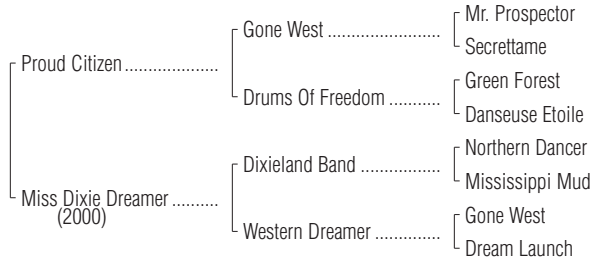 Mr. Prospector
Gone West ........................
Secrettame
Proud Citizen ....................
Green Forest
Drums Of Freedom ...........
Danseuse Etoile
Northern Dancer
Dixieland Band .................
Mississippi Mud
Miss Dixie Dreamer ..........
(2000)
Gone West
Western Dreamer ..............
Dream Launch